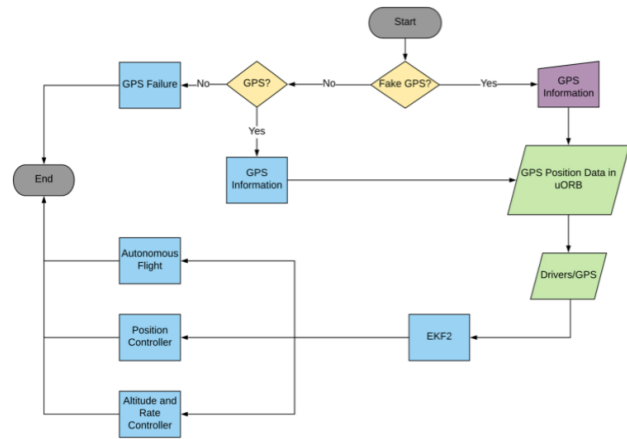 Start
GPS Failure
No
GPS?
No
Fake GPS?
Yes
GPS
Information
Yes
GPS
Information
GPS Position Data in
uORB
End
Autonomous
Flight
Drivers/GPS
Position
Controller
EKF2
Altitude and
Rate
Controller